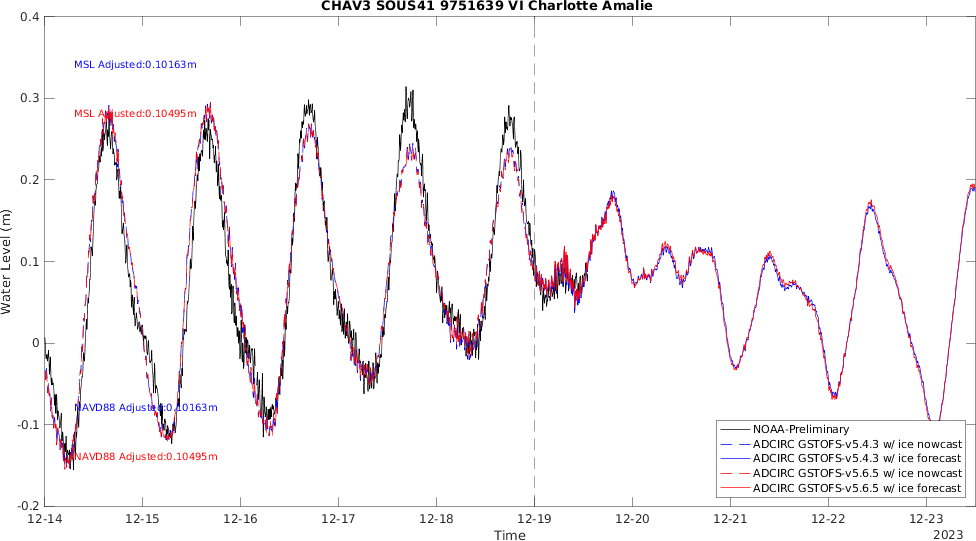 CHAV3 SOUS41 9751639 VI Charlotte Amalie
0.4
0.3
0.2
0.1
0
-0.1
-0.2
Water Level (m)
MSL Adjusted:0.10163m
MSL Adjusted:0.10495m
NAVD88 Adjusted:0.10163m
NAVD88 Adjusted:0.10495m
NOAA-Preliminary
ADCIRC GSTOFS-v5.4.3 w/ ice nowcast
ADCIRC GSTOFS-v5.4.3 w/ ice forecast
ADCIRC GSTOFS-v5.6.5 w/ ice nowcast
ADCIRC GSTOFS-v5.6.5 w/ ice forecast
12-14 12-15 12-16 12-17 12-18 12-19 12-20 12-21 12-22 12-23
Time
2023